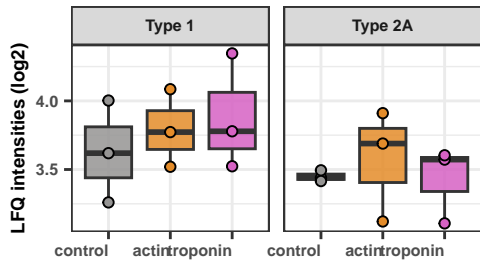 Type 1
Type 2A
LFQ intensities (log2)
4.0
3.5
control actin troponin
control actin troponin